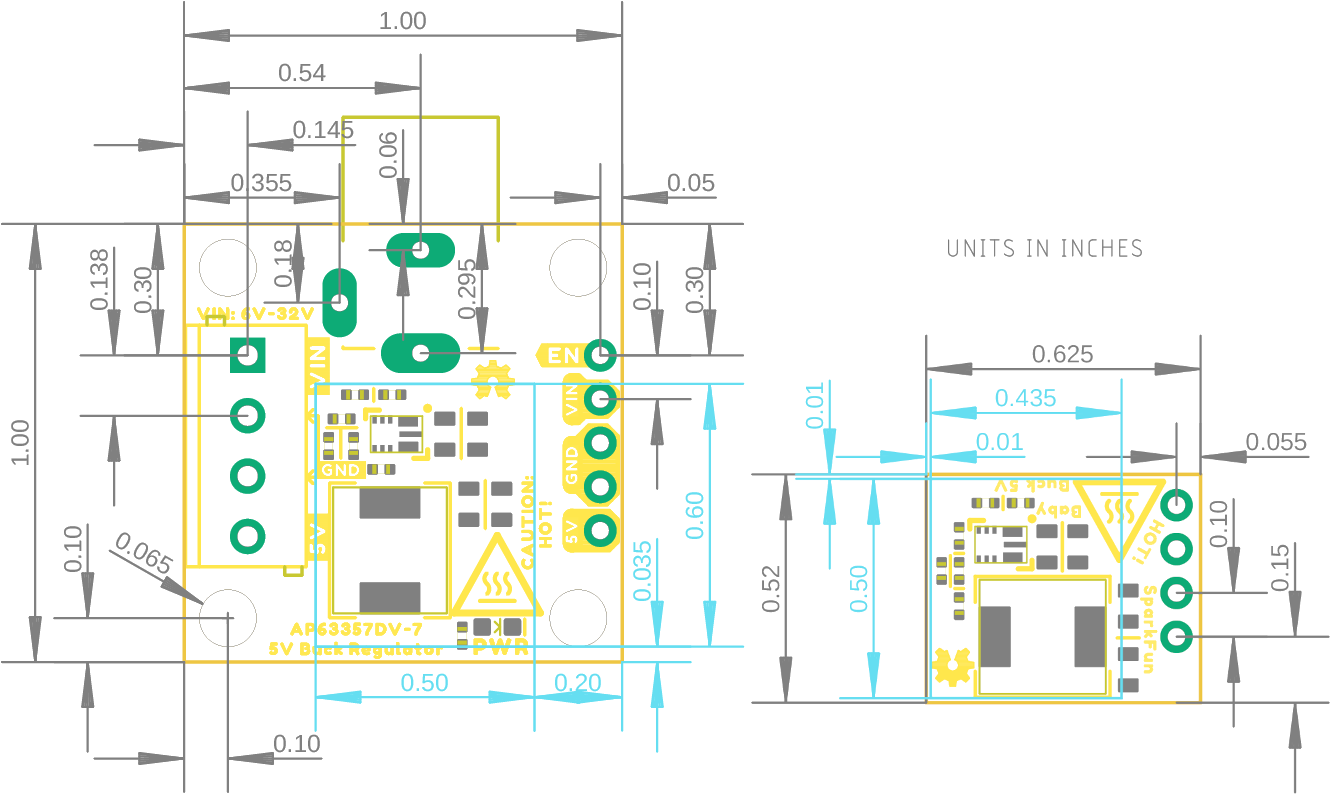 1.00
0.54
0.145
0.06
0.355
0.05
0.138
0.30
0.18
0.295
0.10
0.30
UNITS IN INCHES
VIN: 6V-32V
VIN
EN
VIN
GND
GND
5V
5V
CAUTION:
HOT!
1.00
0.10
0.065
0.60
0.035
AP63357DV-7
5V Buck Regulator
PWR
0.50
0.20
0.10
0.625
0.01
0.435
0.01
0.055
Buck 5V
Baby
HOT!
0.10
0.52
0.50
0.15
SparkFun